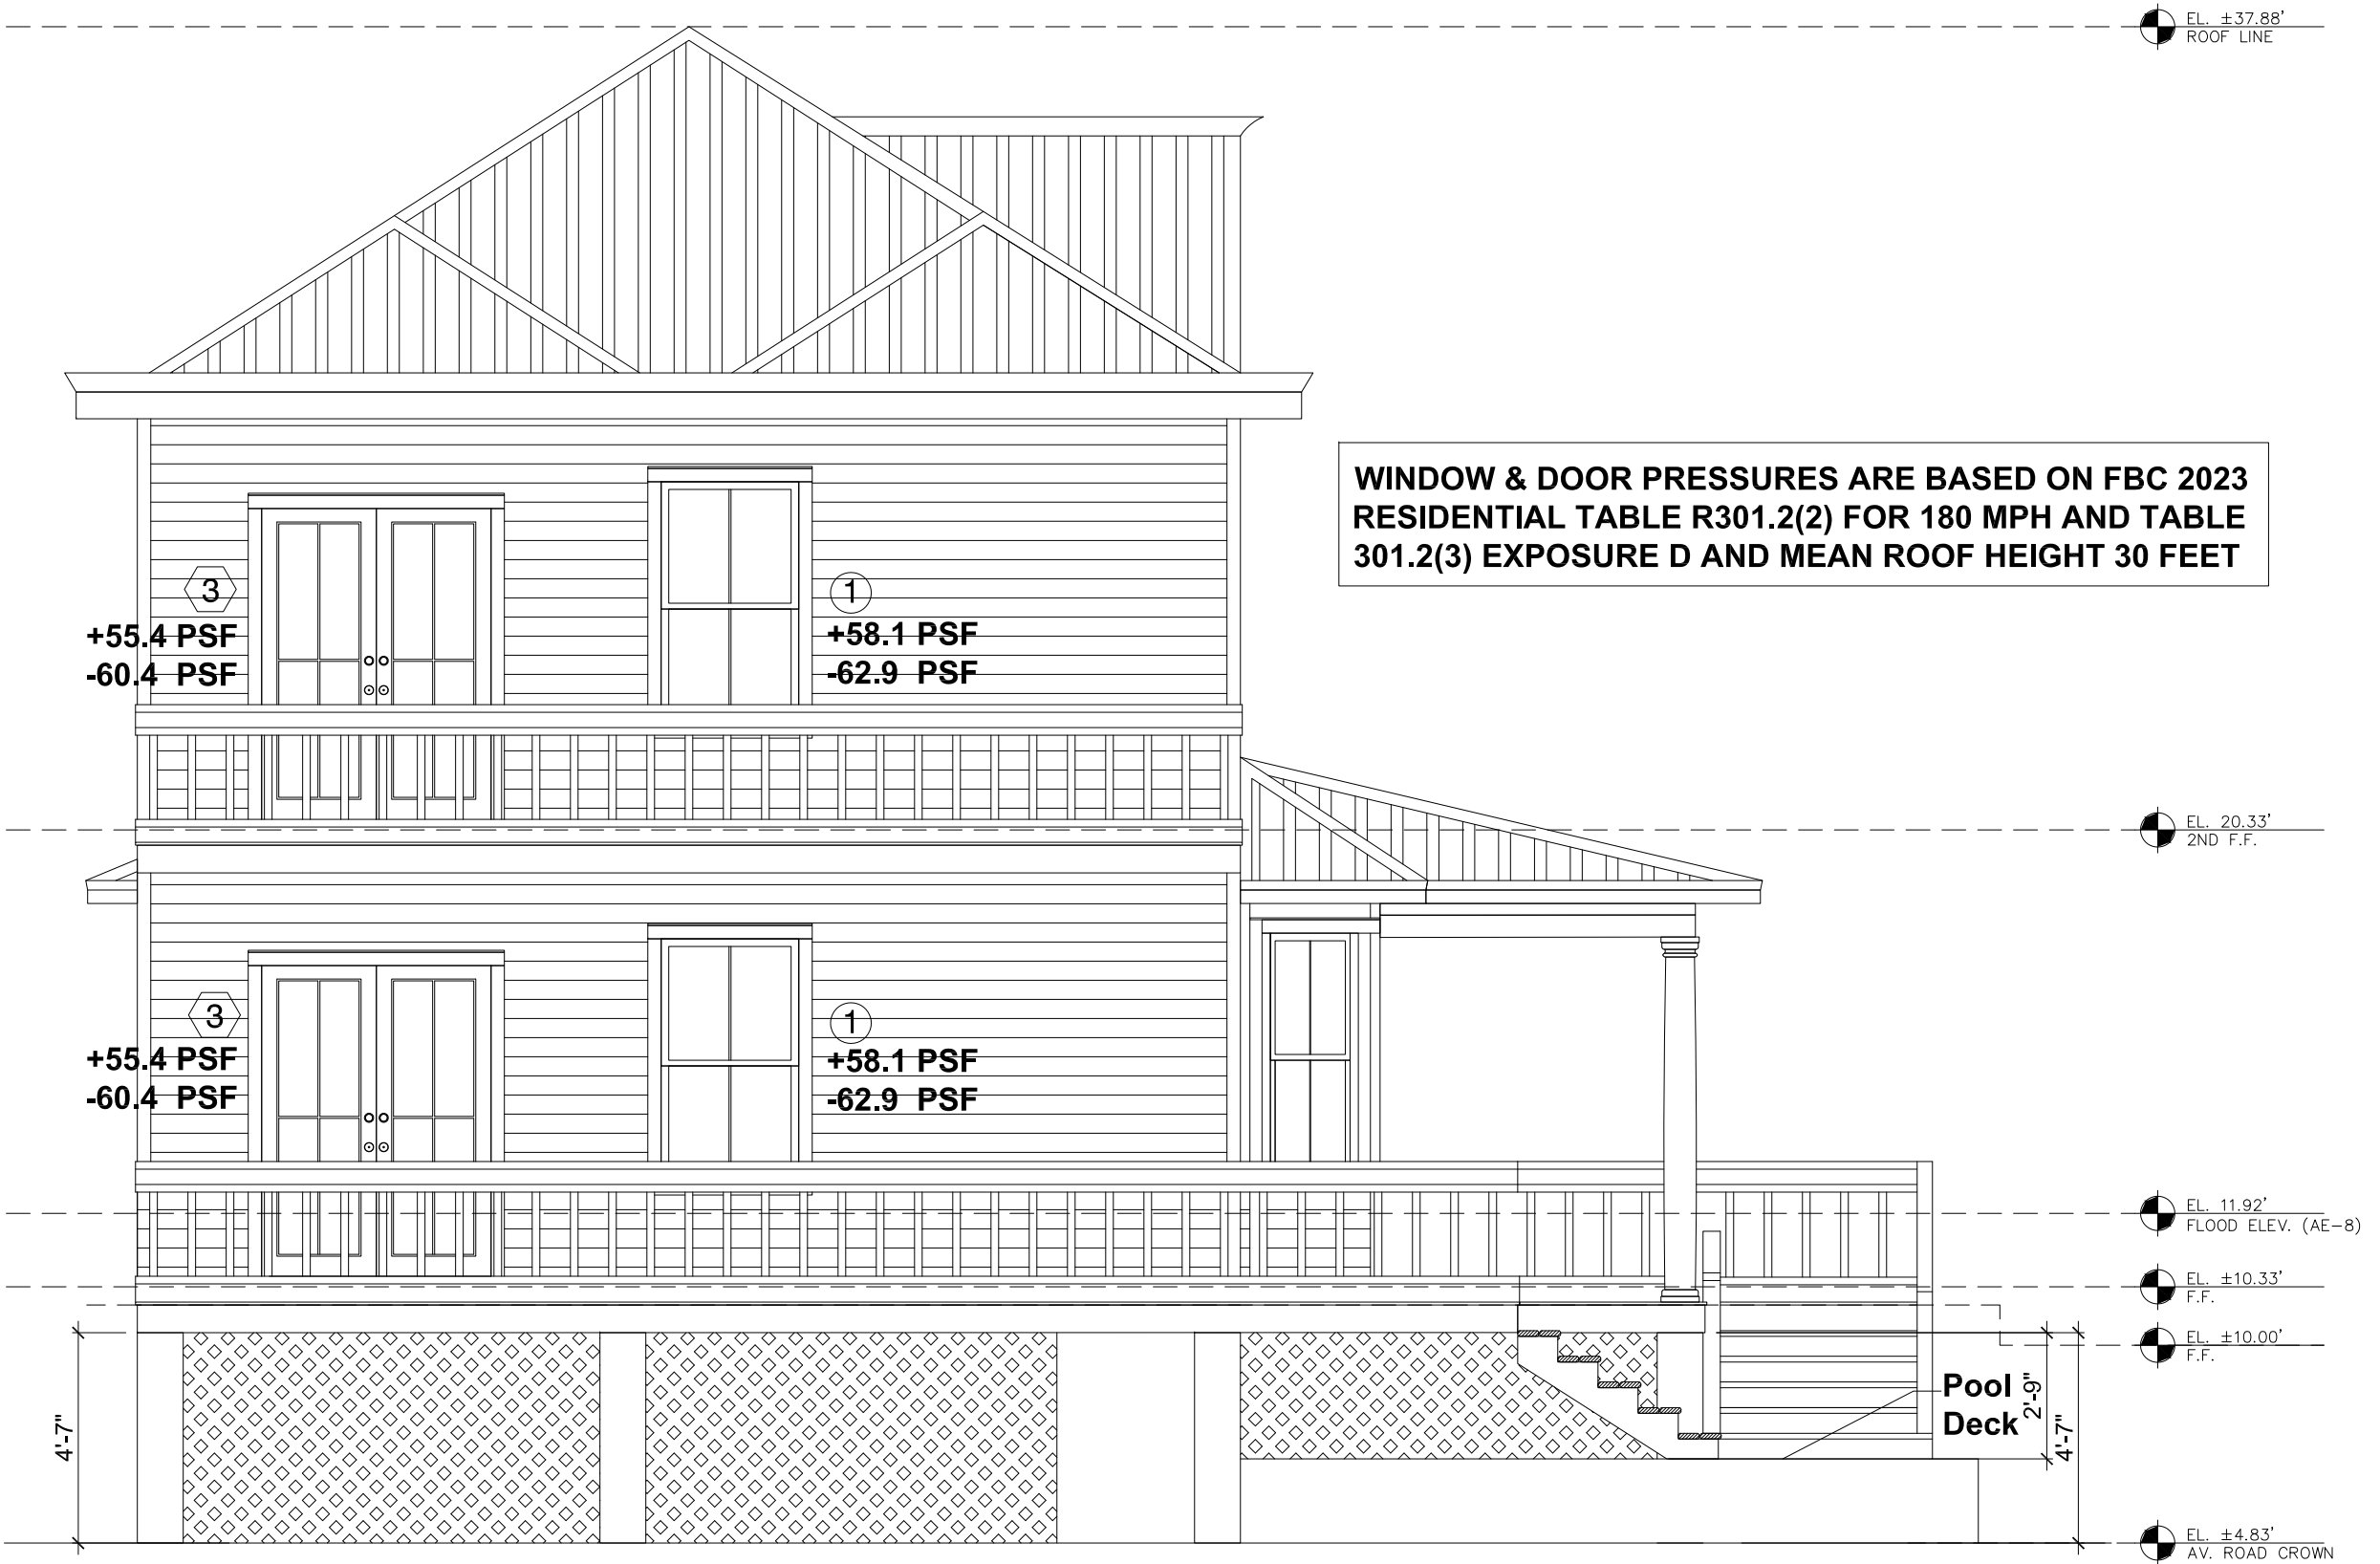 EL. ±37.88'
ROOF LINE
WINDOW & DOOR PRESSURES ARE BASED ON FBC 2023
RESIDENTIAL TABLE R301.2(2) FOR 180 MPH AND TABLE
301.2(3) EXPOSURE D AND MEAN ROOF HEIGHT 30 FEET
3
+55.4 PSF
-60.4 PSF
1
+58.1 PSF
-62.9 PSF
EL. 20.33'
2ND F.F.
3
+55.4 PSF
-60.4 PSF
1
+58.1 PSF
-62.9 PSF
EL. 11.92'
FLOOD ELEV. (AE-8)
EL. ±10.33'
F.F.
EL. ±10.00'
F.F.
Pool
Deck
2'-9"
4'-7"
4'-7"
EL. ±4.83'
AV. ROAD CROWN